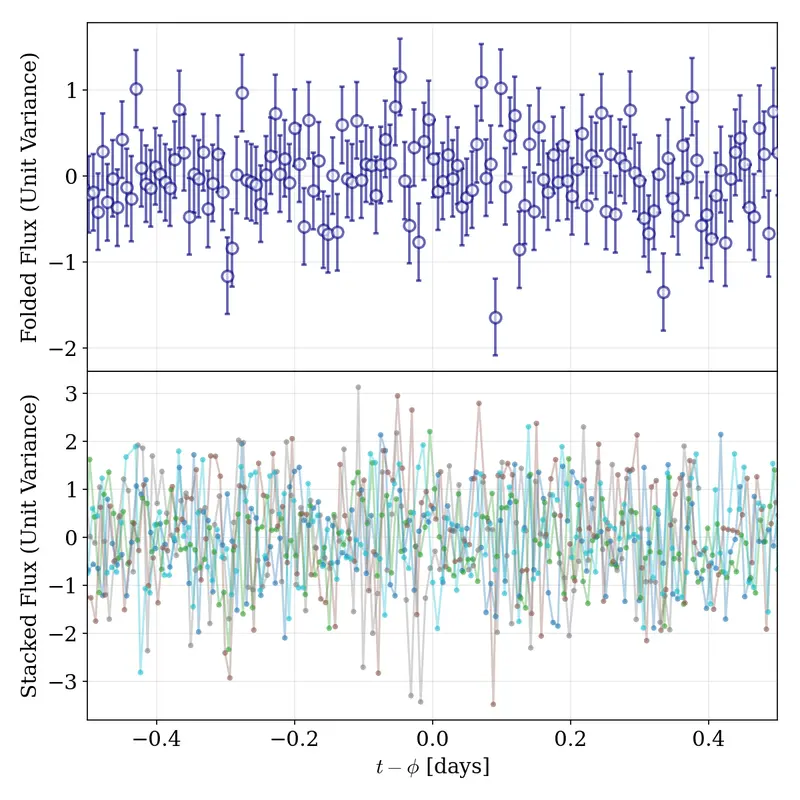 Folded Flux (Unit Variance)
1
0
−1
−2
Stacked Flux (Unit Variance)
3
2
1
0
−1
−2
−3
−0.4 −0.2 0.0 0.2 0.4
t − ϕ [days]